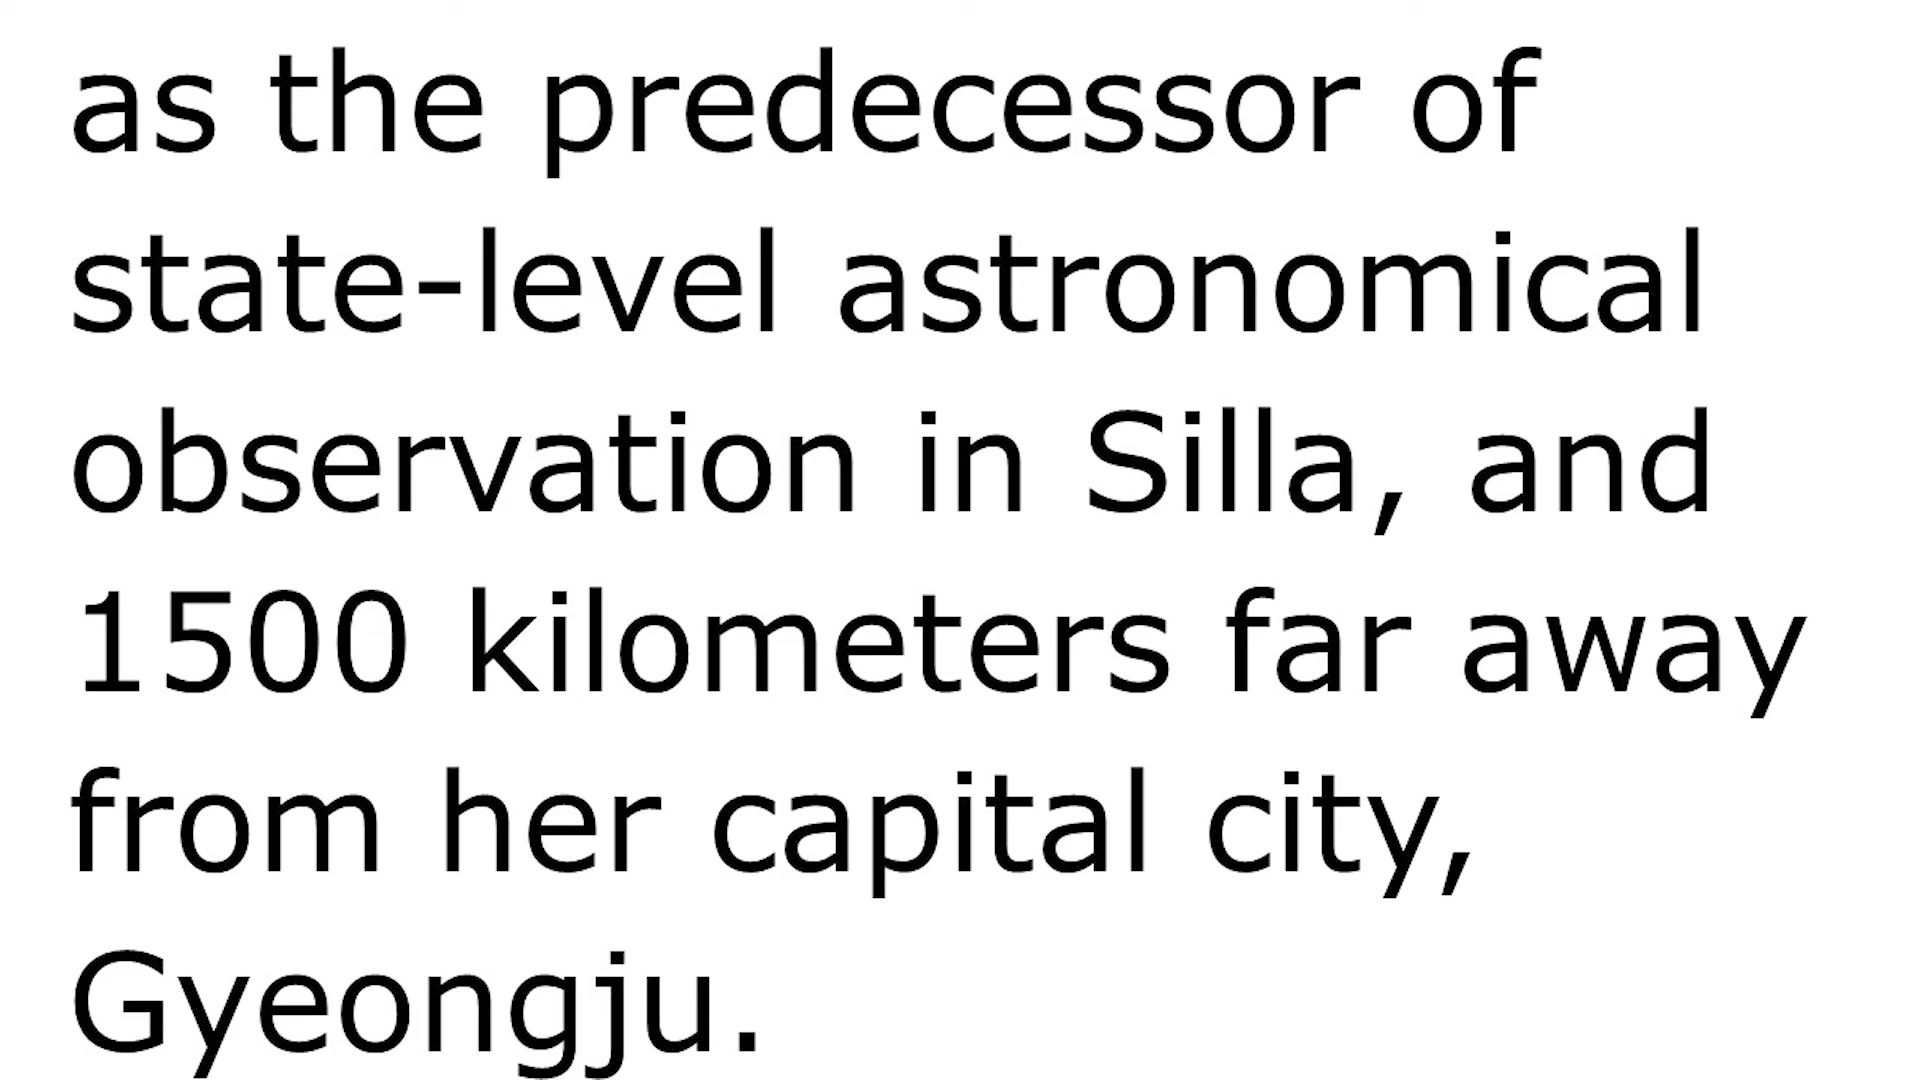 as the predecessor of
state-level astronomical
observation in Silla, and
1500 kilometers far away
from her capital city,
Gyeongju.